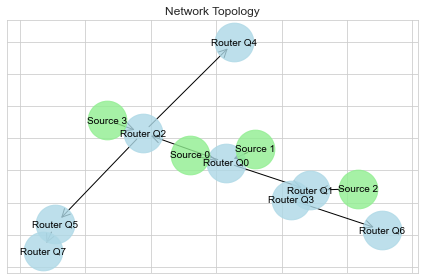 Network Topology
Router Q4
Source 3
Router Q2
Source 1
Source 0
Router Q0
Router Q1
Source 2
Router Q3
Router Q5
Router Q6
Router Q7